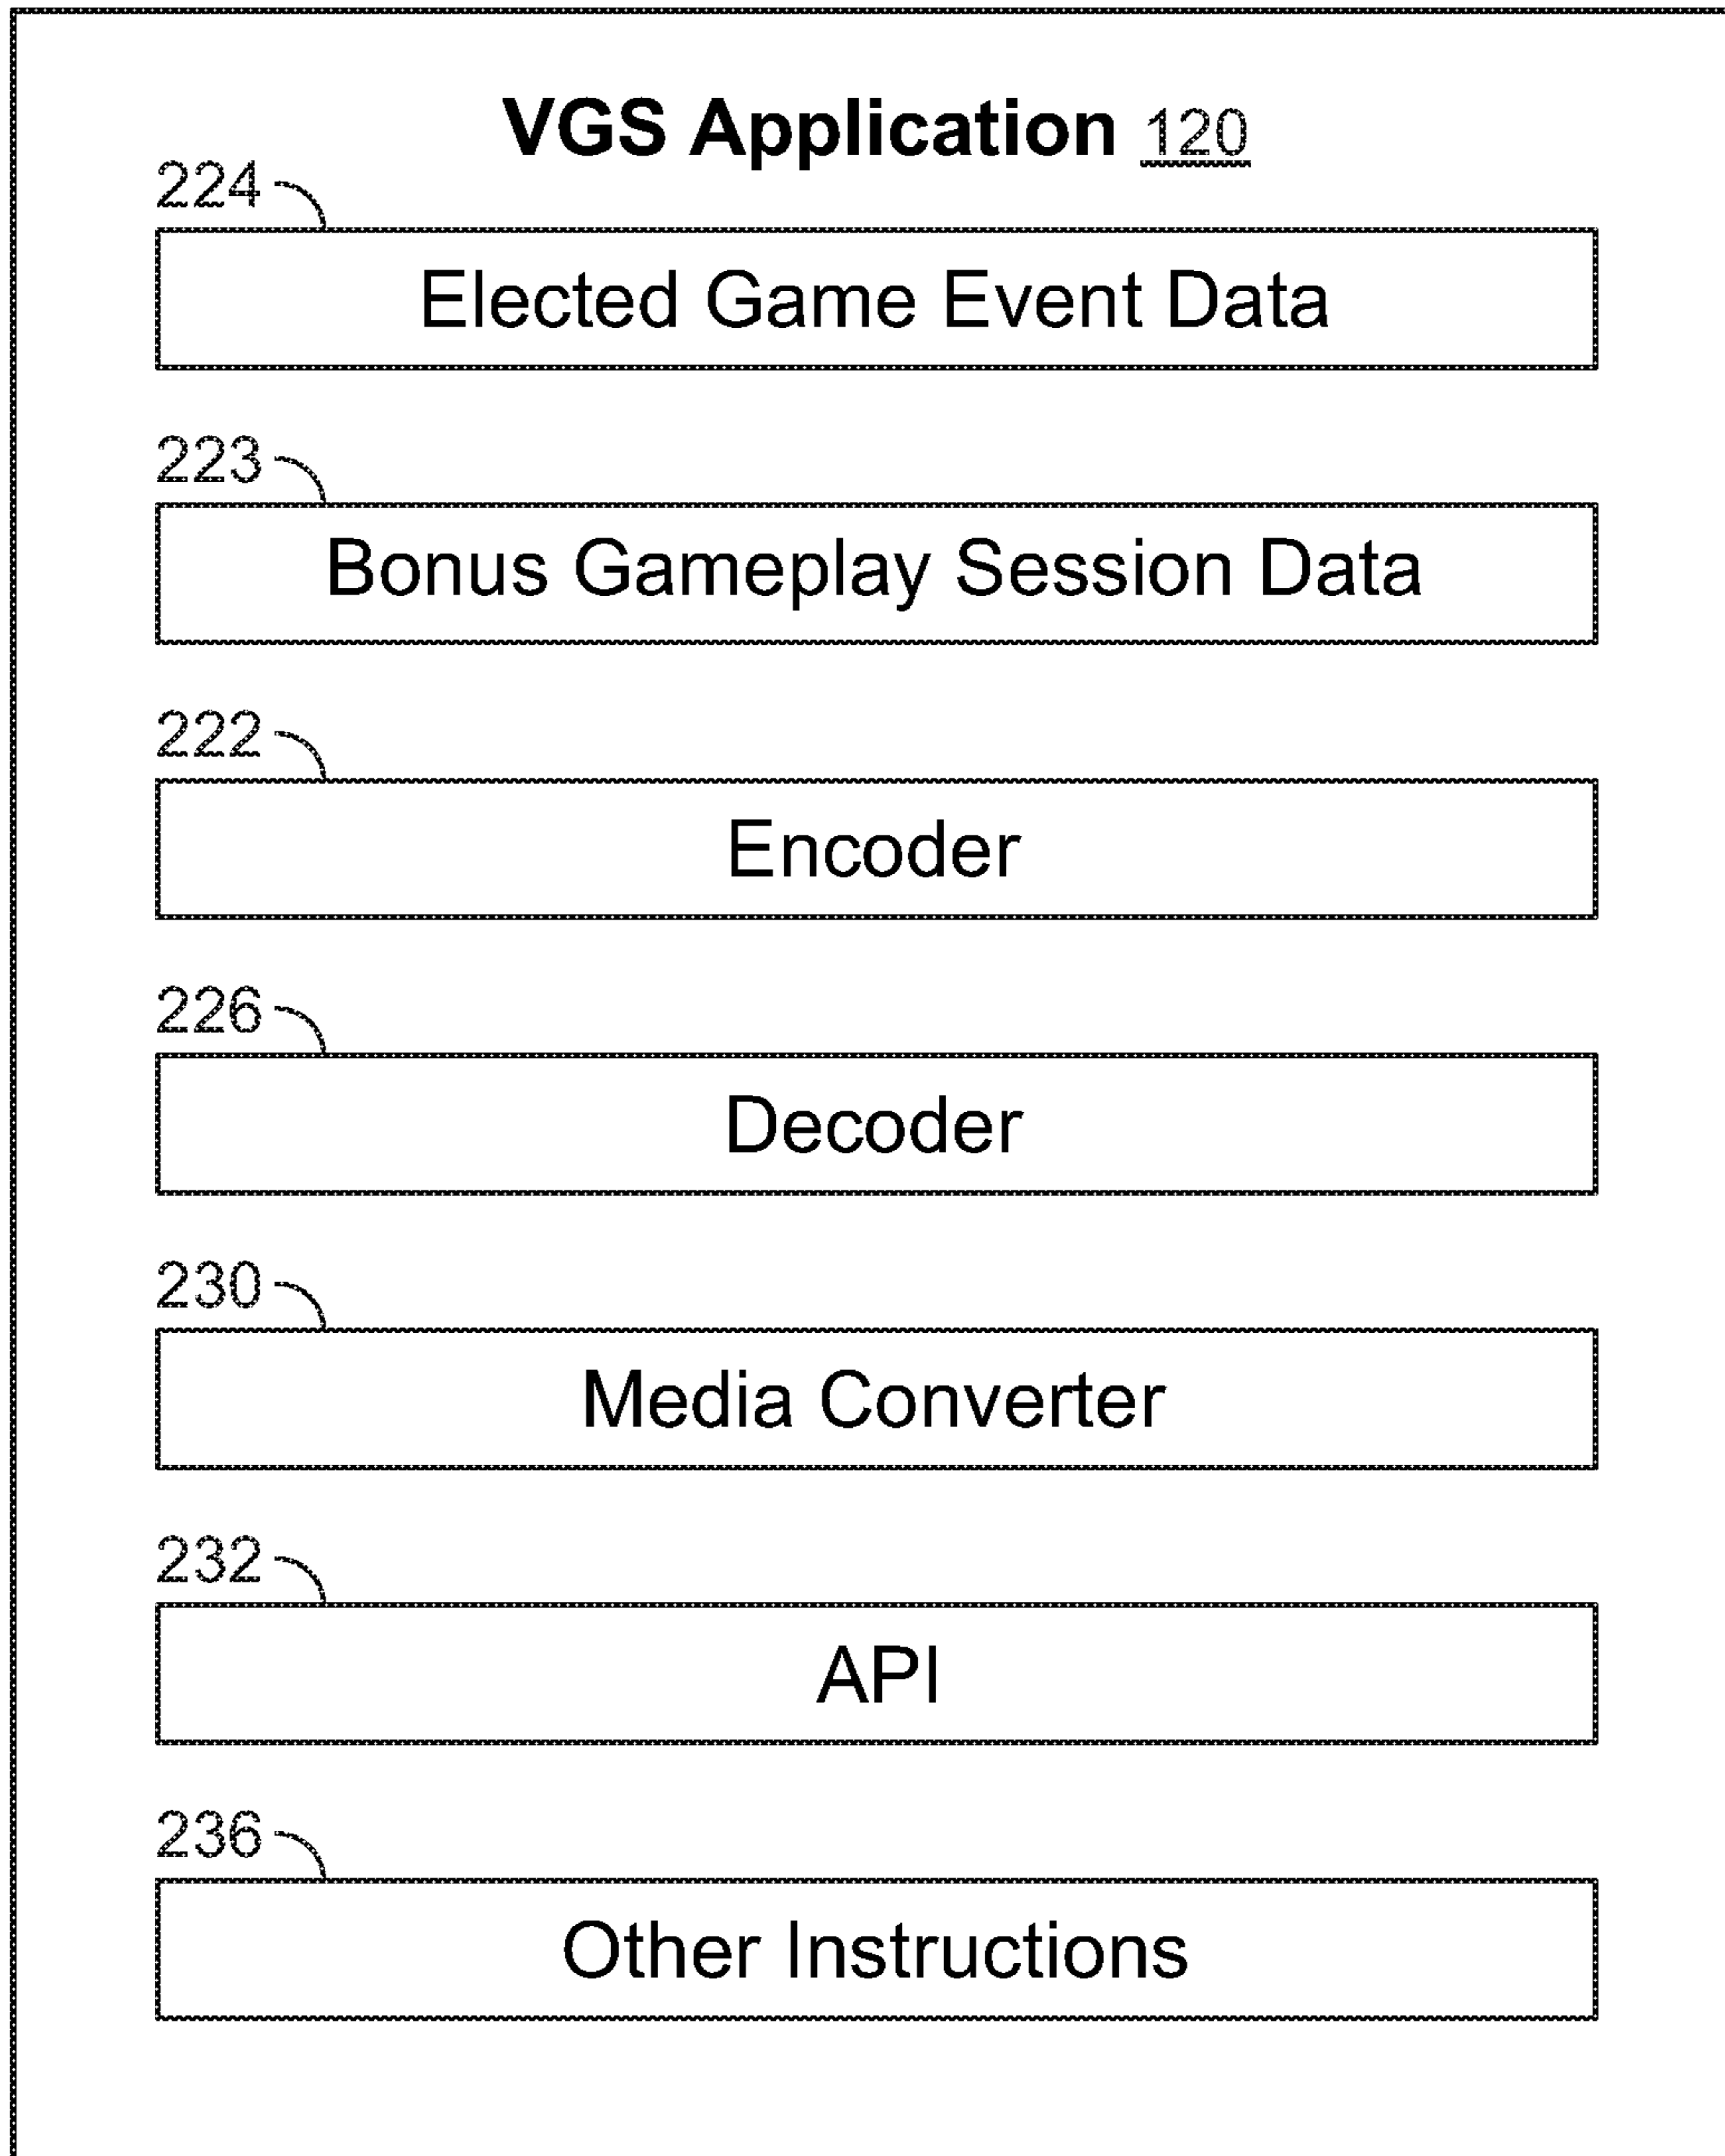 VGS Application 120
224
Elected Game Event Data
223
Bonus Gameplay Session Data
222
Encoder
226
Decoder
230
Media Converter
232
API
236
Other Instructions